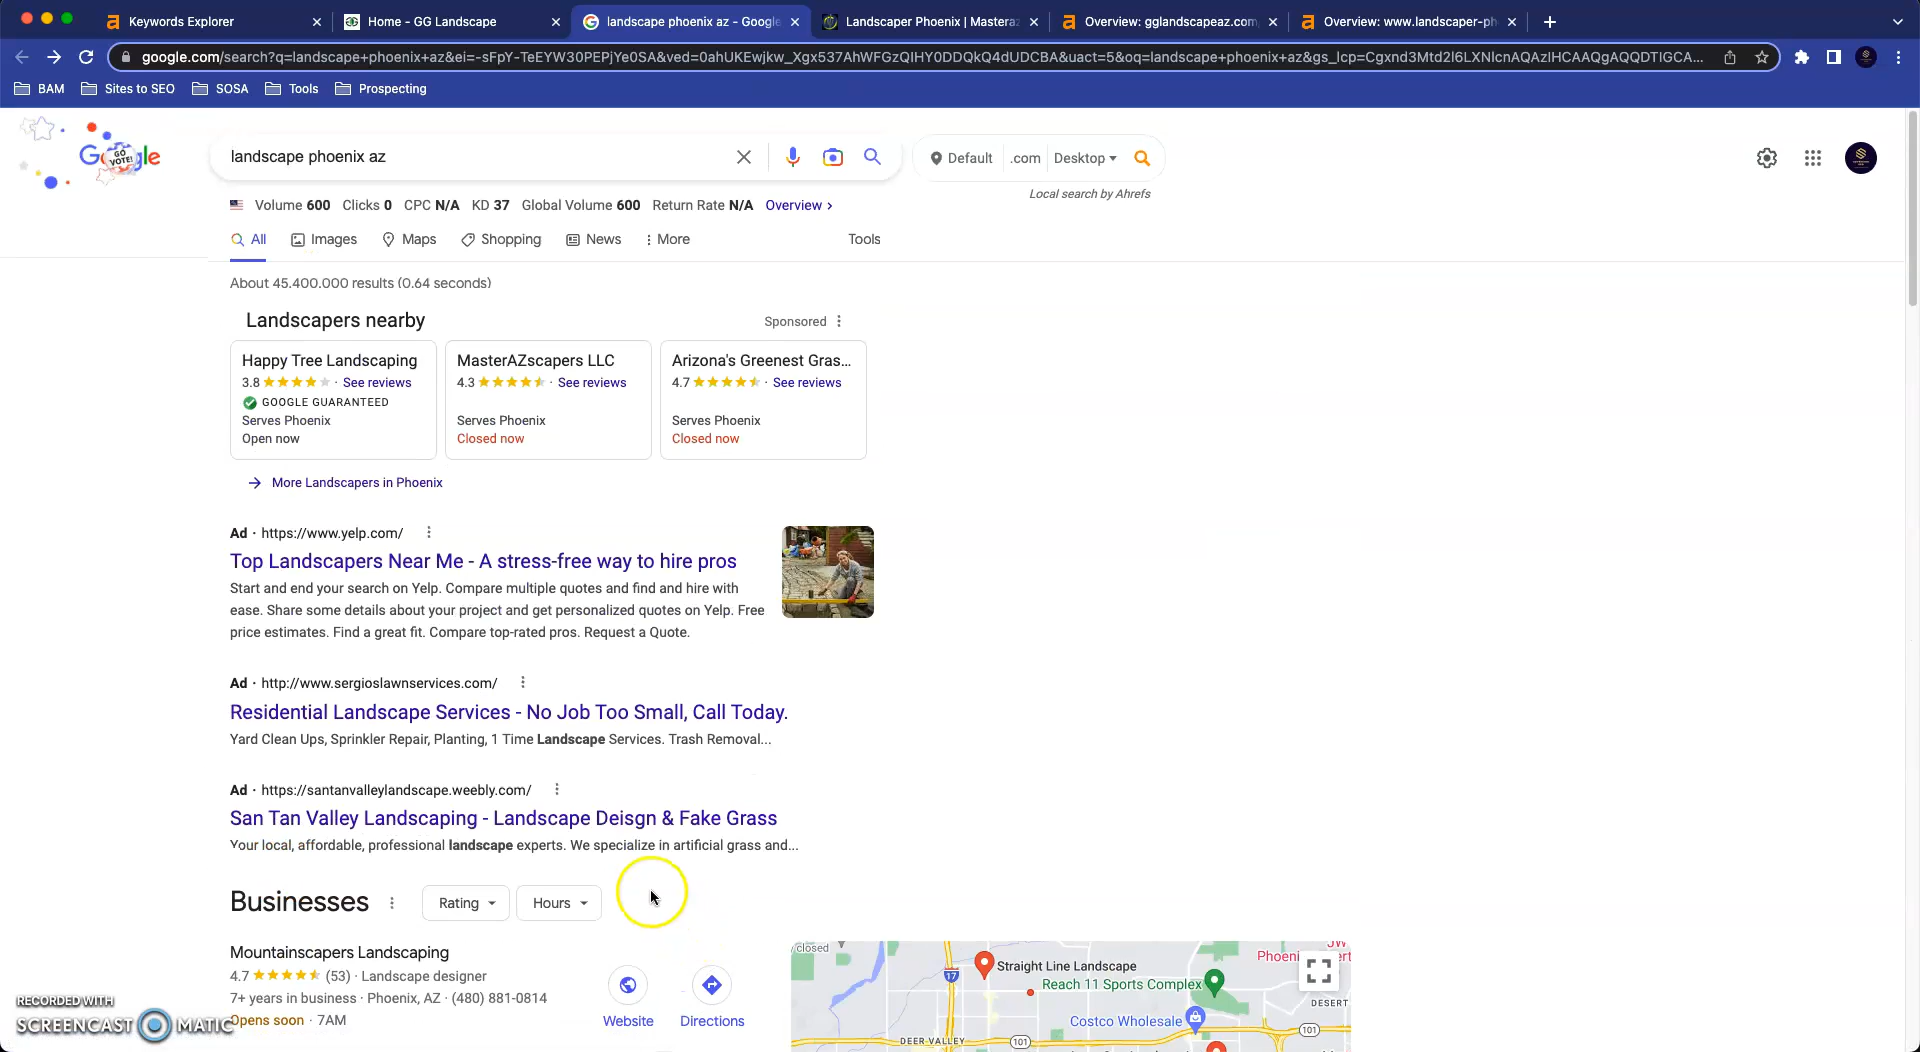 Keywords Explorer
Home - GG Landscape
landscape phoenix az - Google
Landscaper Phoenix | Masteraz
Overview: gglandscapeaz.com
Overview: www.landscaper-ph
google.com/search?q=landscape+phoenix+az&ei=-sFpY-TeEYW30PEPjYe0SA&ved=0ahUKEwjkw_Xgx537AhWFGzQIHY0DDQkQ4dUDCBA&uact=5&oq=landscape+phoenix+az&gs_lcp=Cgxnd3Mtd2l6LXNlcnAQAzIHCAAQgAQQDTIGCA...
BAM
Sites to SEO
SOSA
Tools
Prospecting
Google
GO VOTE!
landscape phoenix az
Default
.com
Desktop
Local search by Ahrefs
Volume 600 Clicks 0 CPC N/A KD 37 Global Volume 600 Return Rate N/A Overview ›
All
Images
Maps
Shopping
News
More
Tools
About 45.400.000 results (0.64 seconds)
Landscapers nearby
Sponsored
Happy Tree Landscaping
3.8 · See reviews
GOOGLE GUARANTEED
Serves Phoenix
Open now
MasterAZscapers LLC
4.3 · See reviews
Serves Phoenix
Closed now
Arizona's Greenest Gras...
4.7 · See reviews
Serves Phoenix
Closed now
More Landscapers in Phoenix
Ad · https://www.yelp.com/
Top Landscapers Near Me - A stress-free way to hire pros
Start and end your search on Yelp. Compare multiple quotes and find and hire with
ease. Share some details about your project and get personalized quotes on Yelp. Free
price estimates. Find a great fit. Compare top-rated pros. Request a Quote.
Ad · http://www.sergioslawnservices.com/
Residential Landscape Services - No Job Too Small, Call Today.
Yard Clean Ups, Sprinkler Repair, Planting, 1 Time Landscape Services. Trash Removal...
Ad · https://santanvalleylandscape.weebly.com/
San Tan Valley Landscaping - Landscape Deisgn & Fake Grass
Your local, affordable, professional landscape experts. We specialize in artificial grass and...
Businesses
Rating
Hours
Mountainscapers Landscaping
4.7 (53) · Landscape designer
7+ years in business · Phoenix, AZ · (480) 881-0814
Opens soon · 7AM
Website
Directions
closed
17
Straight Line Landscape
Reach 11 Sports Complex
Costco Wholesale
DEER VALLEY
101
JW
Phoeni
ert
DESERT
101
RECORDED WITH
SCREENCAST MATIC